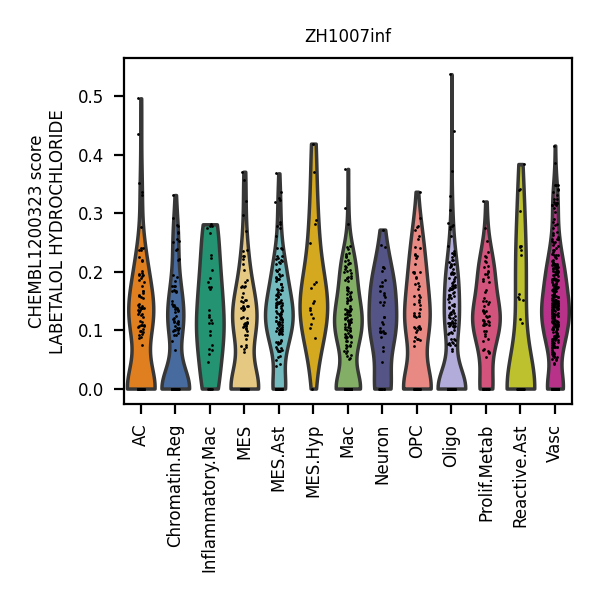 ZH1007inf
CHEMBL1200323 score
LABETALOL HYDROCHLORIDE
0.5
0.4
0.3
0.2
0.1
0.0
AC
Chromatin.Reg
Inflammatory.Mac
MES
MES.Ast
MES.Hyp
Mac
Neuron
OPC
Oligo
Prolif.Metab
Reactive.Ast
Vasc